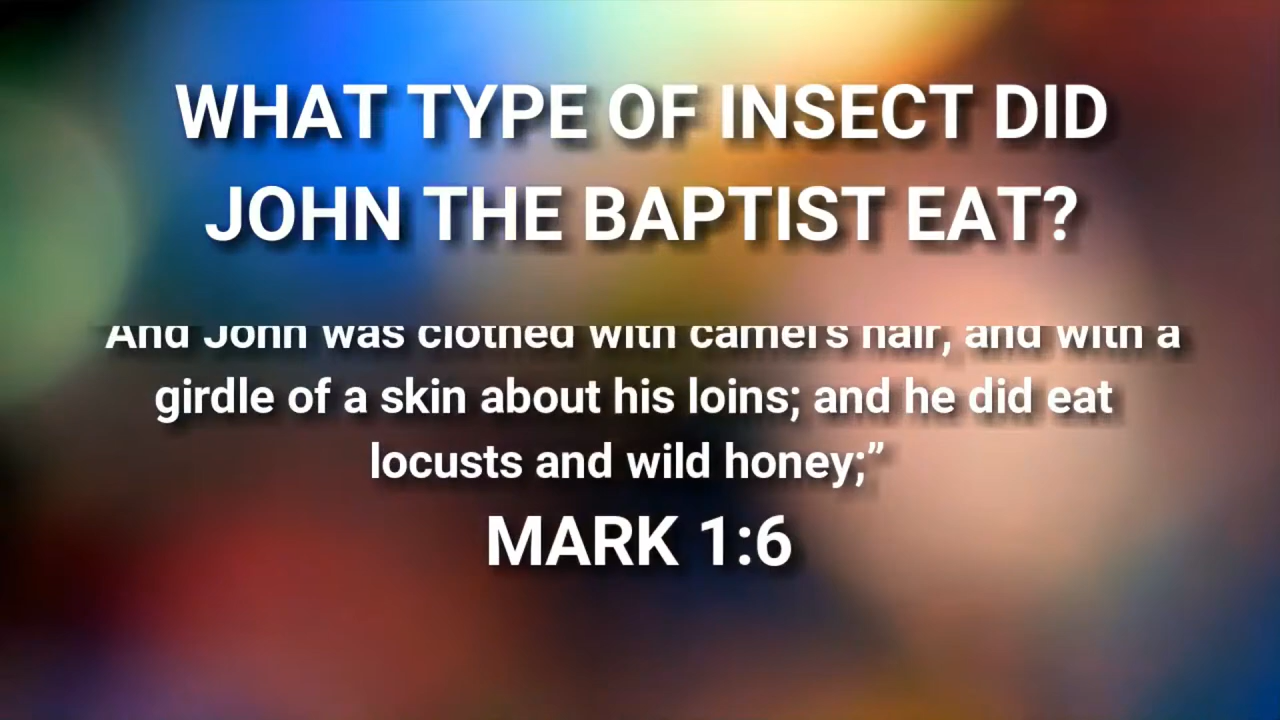 WHAT TYPE OF INSECT DID
JOHN THE BAPTIST EAT?
And John was clothed with camel's hair, and with a
girdle of a skin about his loins; and he did eat
locusts and wild honey;”
MARK 1:6